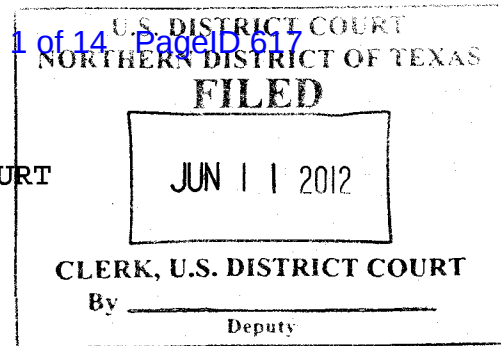 U.S. DISTRICT COURT
1 of 14 PageID 617
NORTHERN DISTRICT OF TEXAS
FILED
URT
JUN 11 2012
CLERK, U.S. DISTRICT COURT
By
Deputy